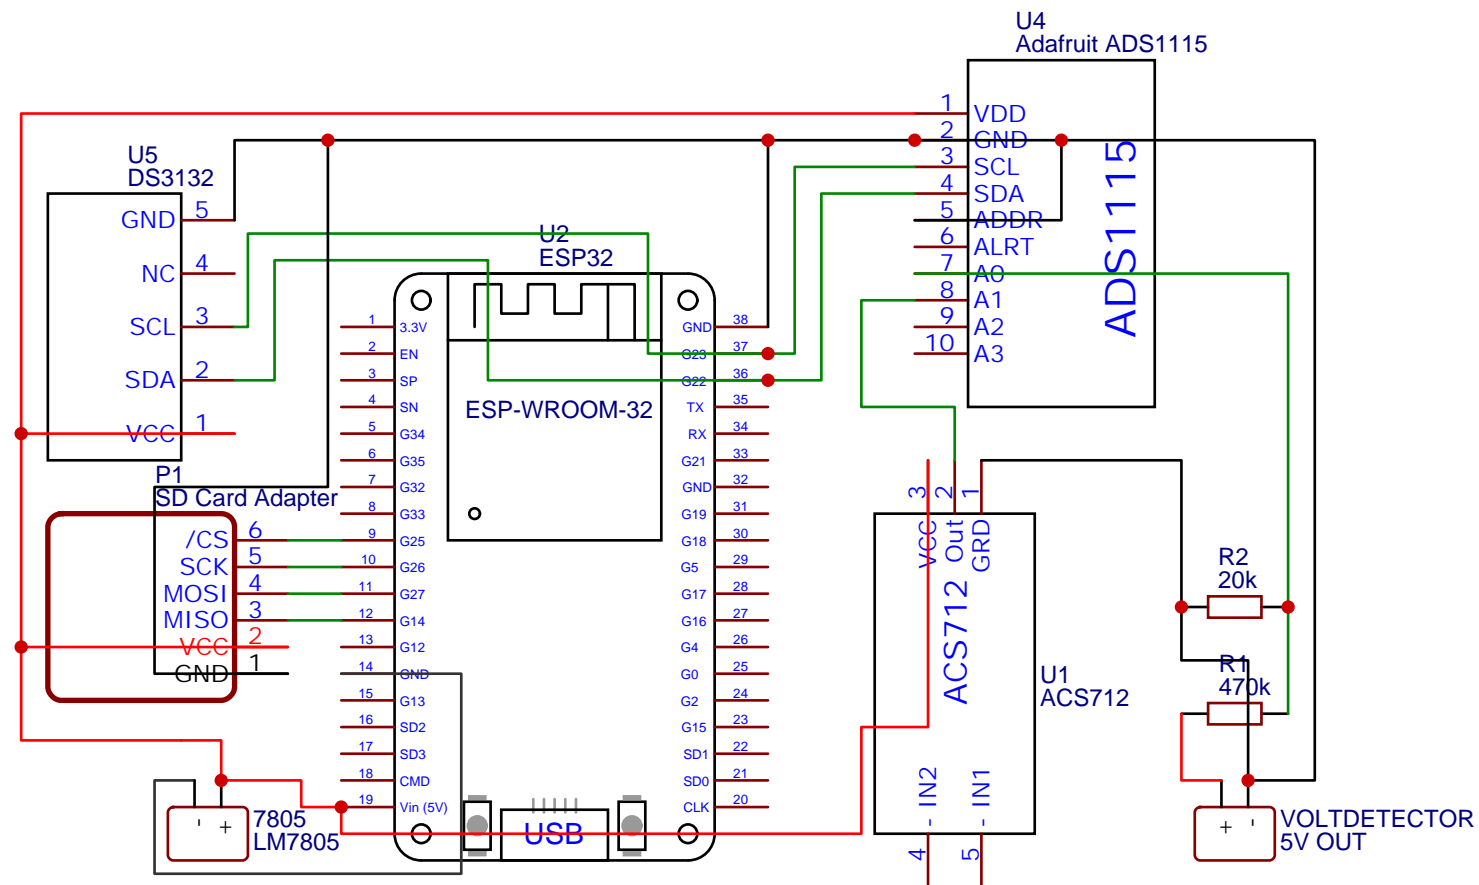 U4
Adafruit ADS1115
1 VDD
2 GND
3 SCL
4 SDA
5 ADDR
6 ALRT
7 A0
8 A1
9 A2
10 A3
ADS1115
U5
DS3132
GND 5
NC 4
SCL 3
SDA 2
VCC 1
P1
SD Card Adapter
/CS 6
SCK 5
MOSI 4
MISO 3
VCC 2
GND 1
U2
ESP32
ESP-WROOM-32
1 3.3V
2 EN
3 SP
4 SN
5 G34
6 G35
7 G32
8 G33
9 G25
10 G26
11 G27
12 G14
13 G12
14 GND
15 G13
16 SD2
17 SD3
18 CMD
19 Vin (5V)
GND 38
G23 37
G22 36
TX 35
RX 34
G21 33
GND 32
G19 31
G18 30
G5 29
G17 28
G16 27
G4 26
G0 25
G2 24
G15 23
SD1 22
SD0 21
CLK 20
USB
3 VCC
2 Out
1 GRD
ACS712
- IN2 4
- IN1 5
U1
ACS712
R2
20k
R1
470k
- +
7805
LM7805
+ -
VOLTDETECTOR
5V OUT